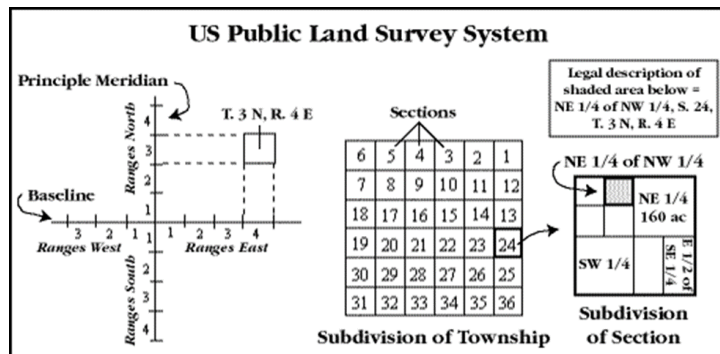 US Public Land Survey System
Principle Meridian
Ranges North
4
3
2
1
T. 3 N, R. 4 E
Baseline
3 2 1 1 1 2 3 4
Ranges West
Ranges East
Ranges South
2
3
4
Sections
6 5 4 3 2 1
7 8 9 10 11 12
18 17 16 15 14 13
19 20 21 22 23 24
30 29 28 27 26 25
31 32 33 34 35 36
Subdivision of Township
Legal description of
shaded area below =
NE 1/4 of NW 1/4, S. 24,
T. 3 N, R. 4 E
NE 1/4 of NW 1/4
NE 1/4
160 ac
SW 1/4
E 1/2 of
SE 1/4
Subdivision
of Section